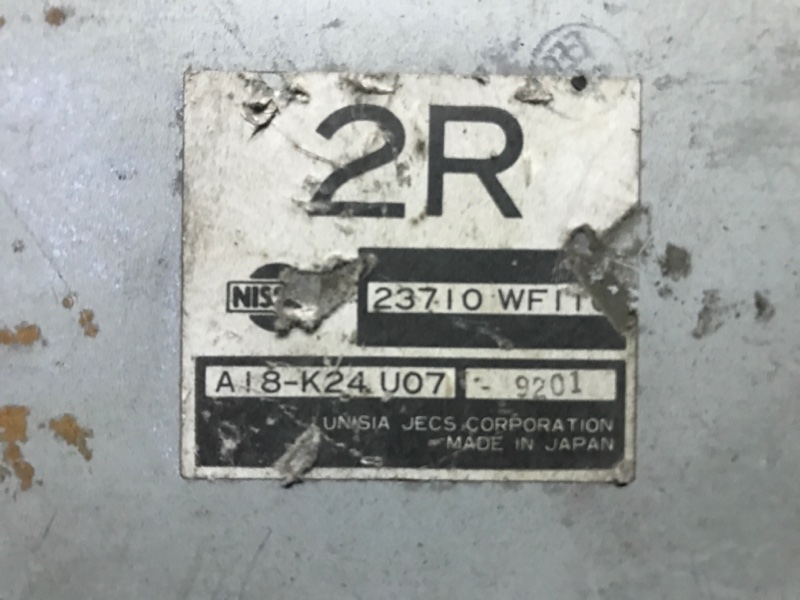 2R
23710 WF11
A18-K24 U07 - 9201
UNISIA JECS CORPORATION
MADE IN JAPAN